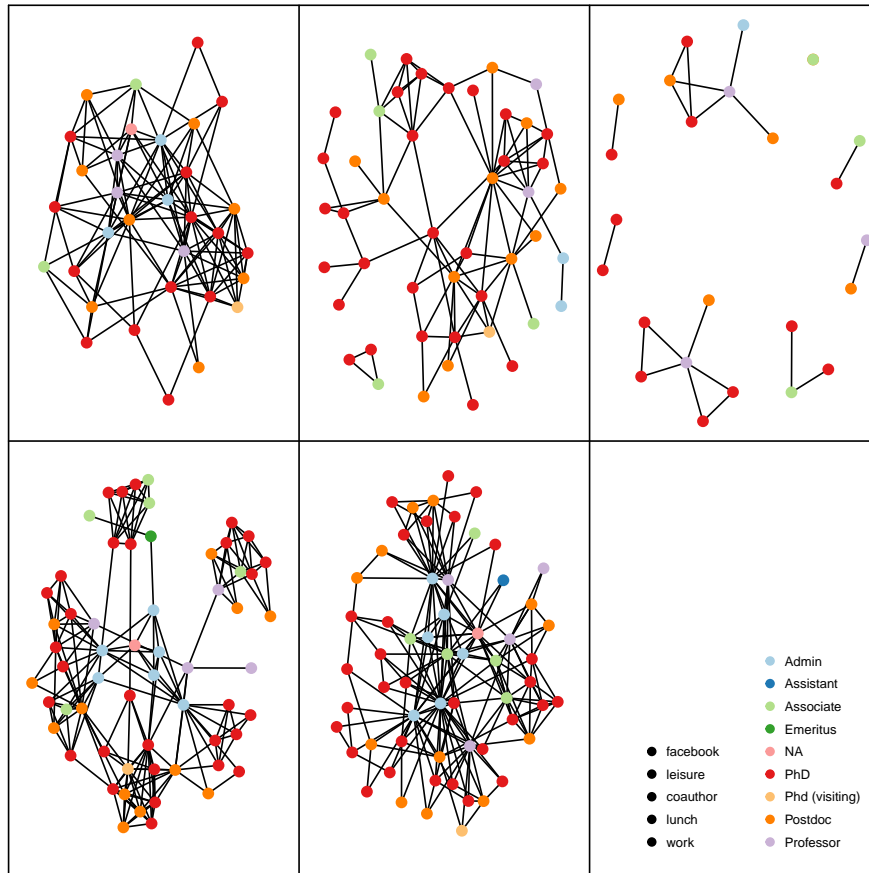 facebook
leisure
coauthor
lunch
work
Admin
Assistant
Associate
Emeritus
NA
PhD
Phd (visiting)
Postdoc
Professor